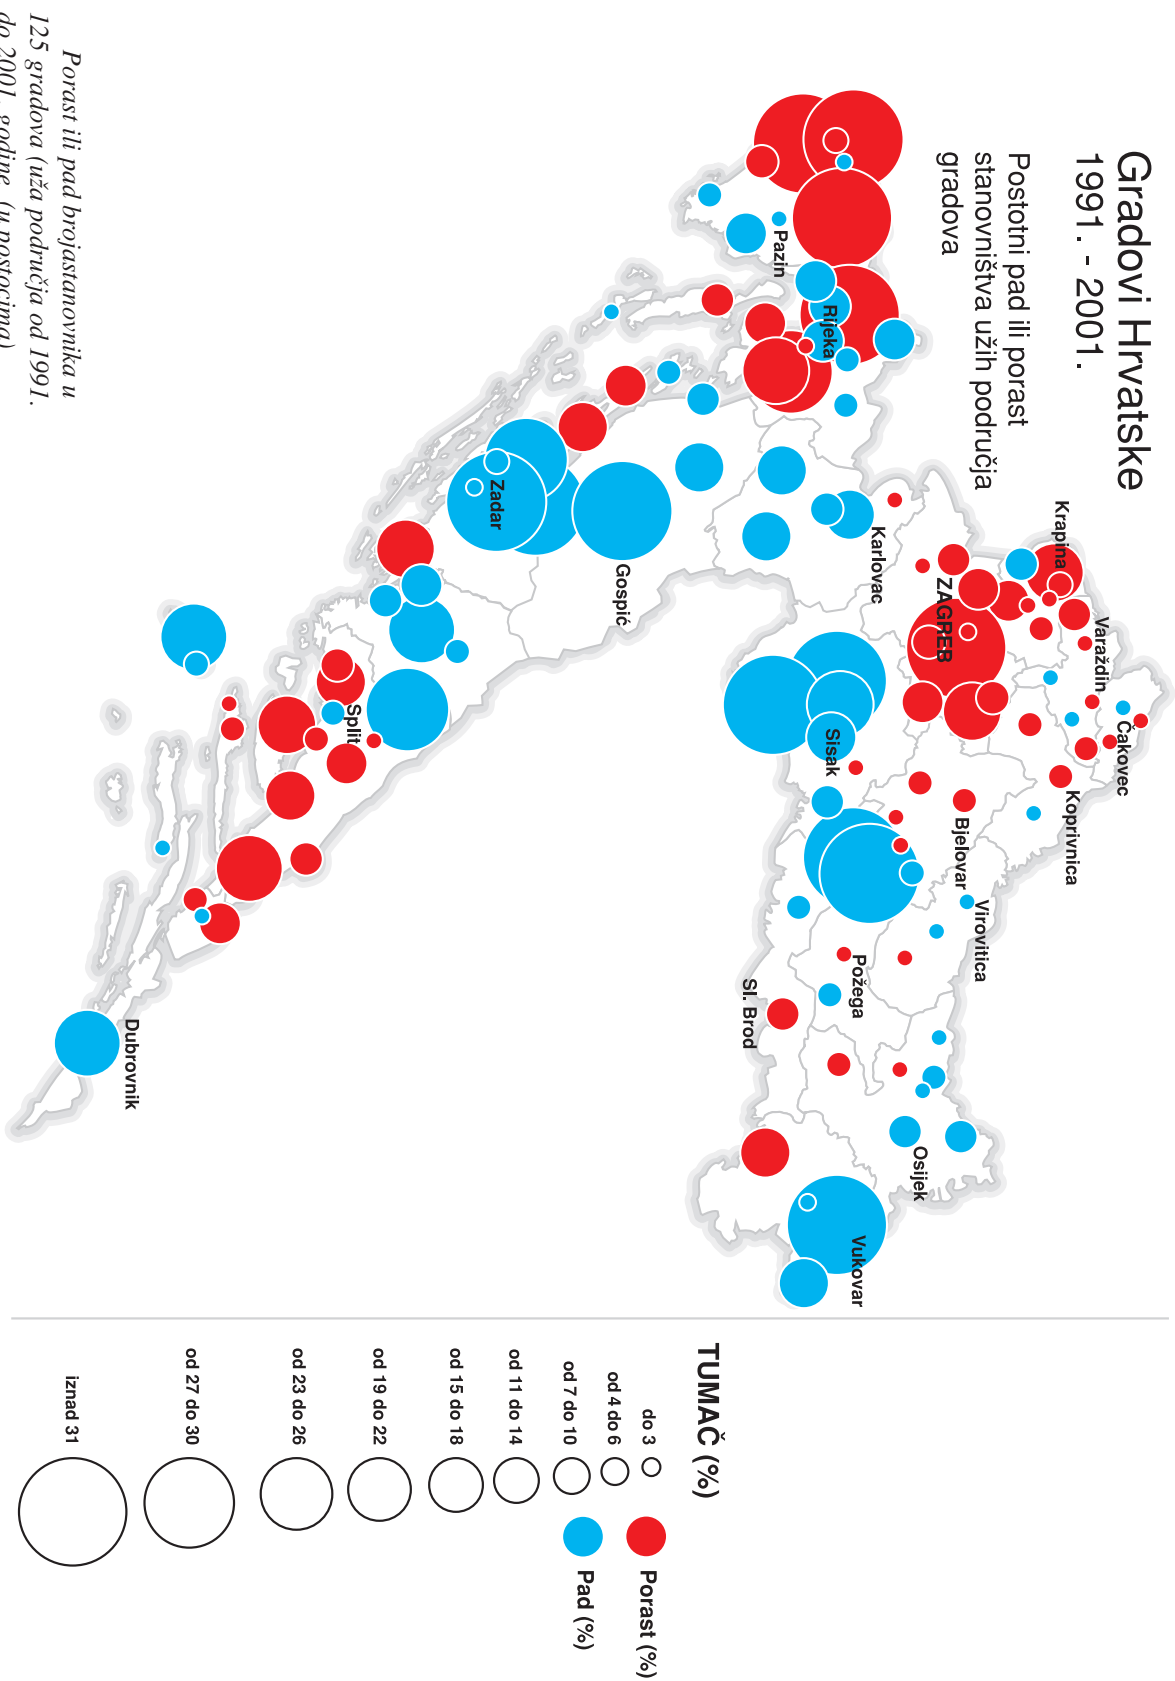 Gradovi Hrvatske
1991. - 2001.
Postotni pad ili porast
stanovništva užih područja
gradova
Krapina
Varaždin
Čakovec
Koprivnica
ZAGREB
Bjelovar
Virovitica
Karlovac
Sisak
Požega
Sl. Brod
Osijek
Vukovar
Rijeka
Pazin
Gospić
Zadar
Split
Dubrovnik
Porast ili pad brojastanovnika u
125 gradova (uža područja od 1991.
do 2001. godine (u postocima)
TUMAČ (%)
do 3
od 4 do 6
od 7 do 10
od 11 do 14
od 15 do 18
od 19 do 22
od 23 do 26
od 27 do 30
iznad 31
Porast (%)
Pad (%)